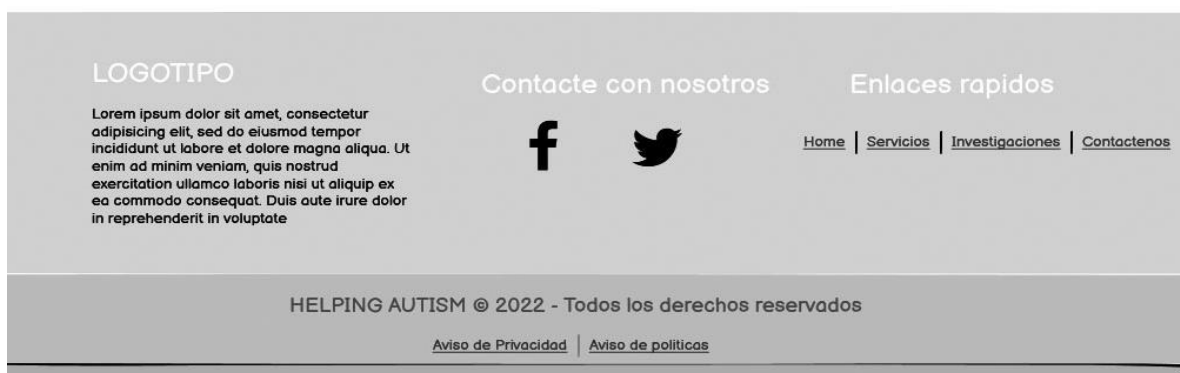 LOGOTIPO
Lorem ipsum dolor sit amet, consectetur
adipisicing elit, sed do eiusmod tempor
incididunt ut labore et dolore magna aliqua. Ut
enim ad minim veniam, quis nostrud
exercitation ullamco laboris nisi ut aliquip ex
ea commodo consequat. Duis aute irure dolor
in reprehenderit in voluptate
Contacte con nosotros
Enlaces rapidos
Home | Servicios | Investigaciones | Contactenos
HELPING AUTISM © 2022 - Todos los derechos reservados
Aviso de Privacidad | Aviso de politicas